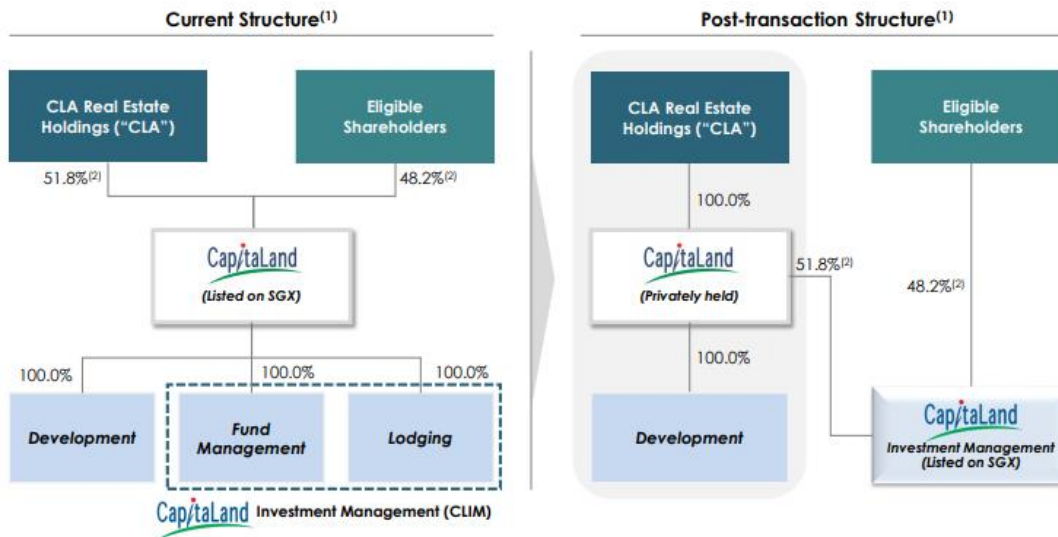 Current Structure(1)
Post-transaction Structure(1)
CLA Real Estate
Holdings ("CLA")
Eligible
Shareholders
51.8%(2)
48.2%(2)
CapitaLand
(Listed on SGX)
100.0%
100.0%
100.0%
Development
Fund
Management
Lodging
CapitaLand Investment Management (CLIM)
CLA Real Estate
Holdings ("CLA")
Eligible
Shareholders
100.0%
CapitaLand
(Privately held)
51.8%(2)
48.2%(2)
100.0%
Development
CapitaLand
Investment Management
(Listed on SGX)